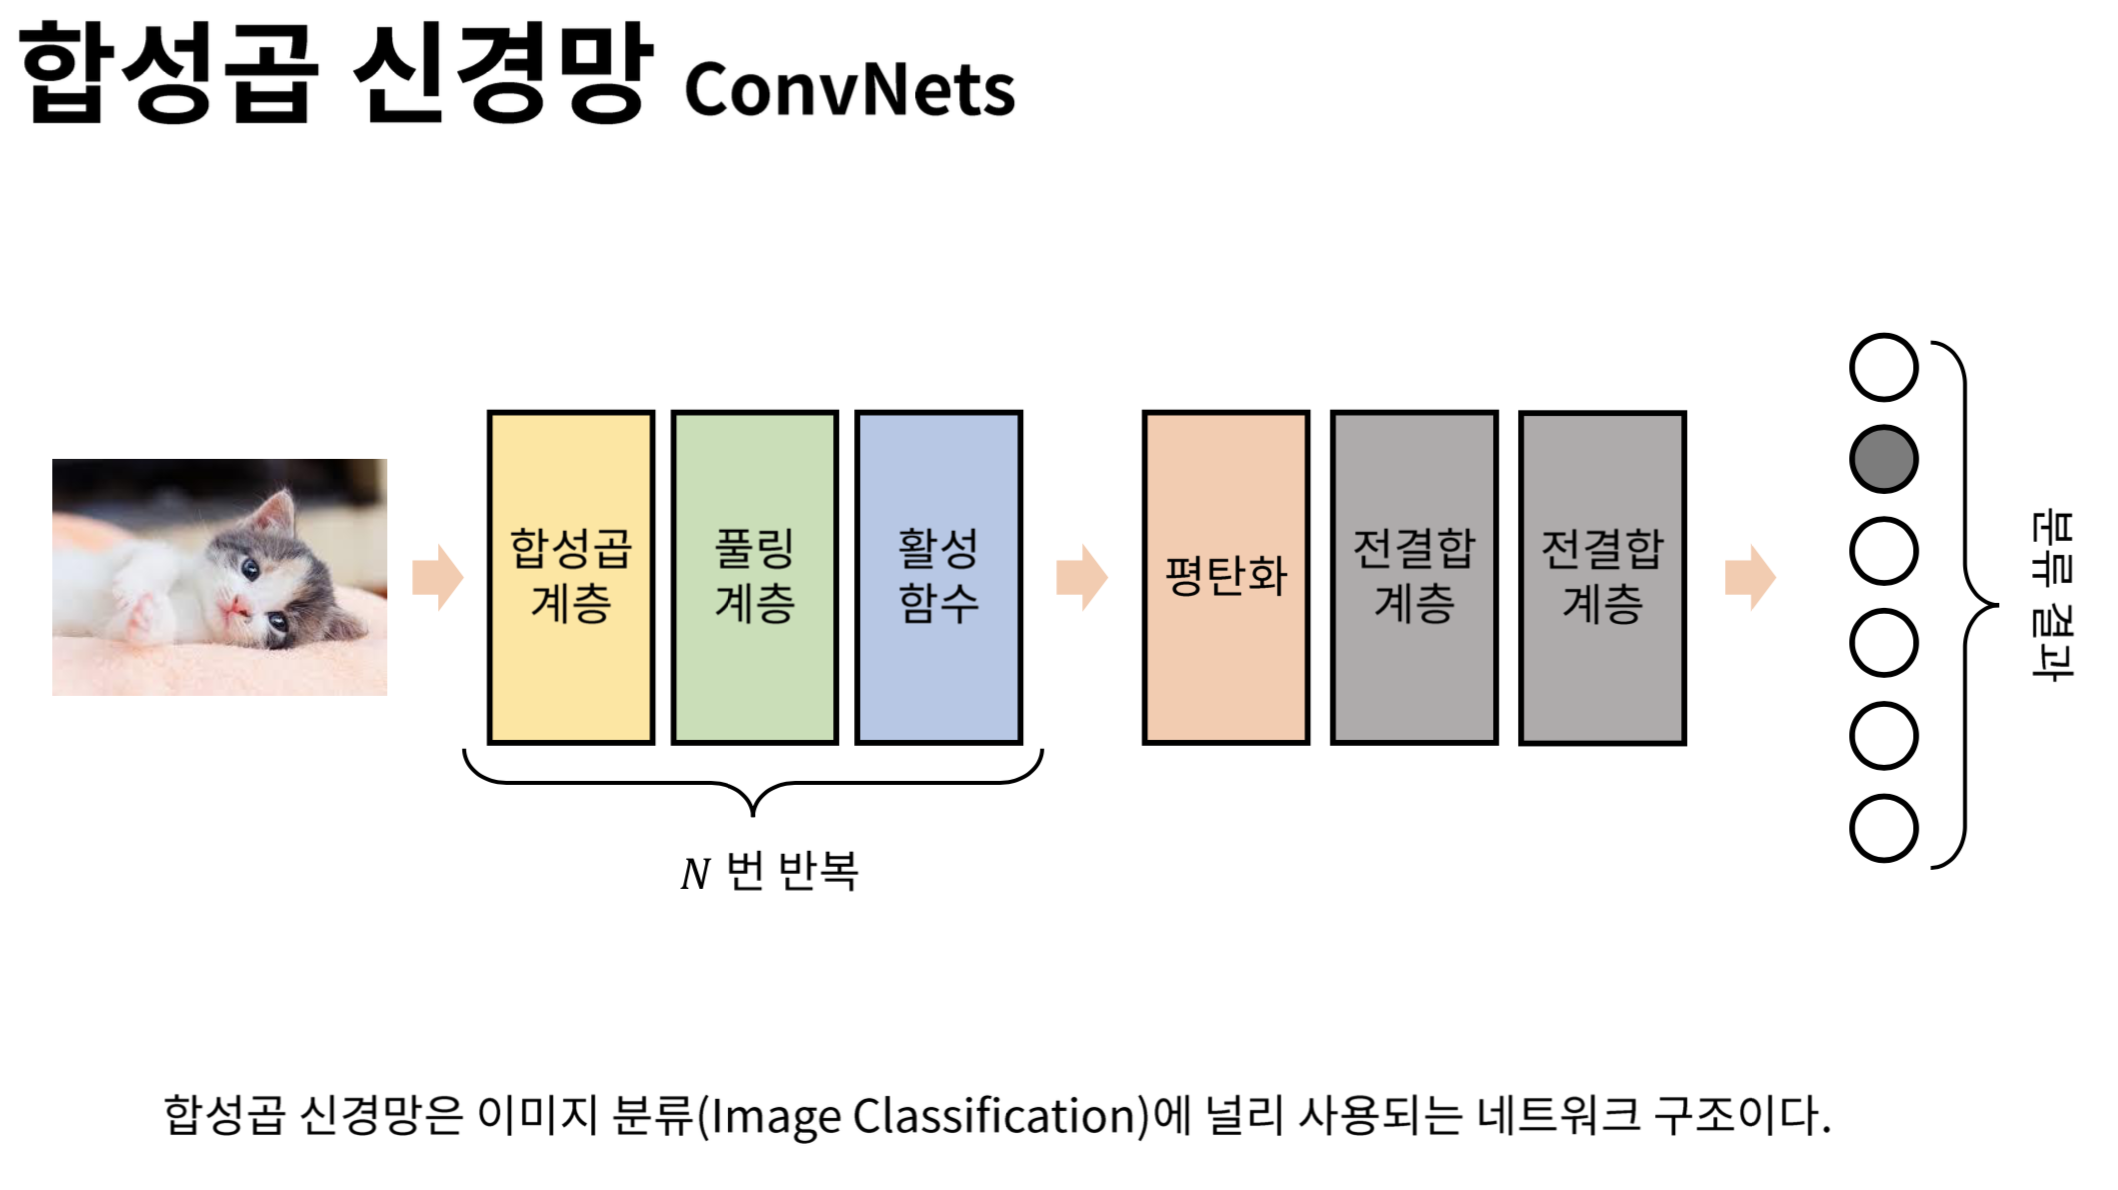 합성곱 신경망 ConvNets
합성곱
계층
풀링
계층
활성
함수
평탄화
전결합
계층
전결합
계층
분류 결과
N 번 반복
합성곱 신경망은 이미지 분류(Image Classification)에 널리 사용되는 네트워크 구조이다.